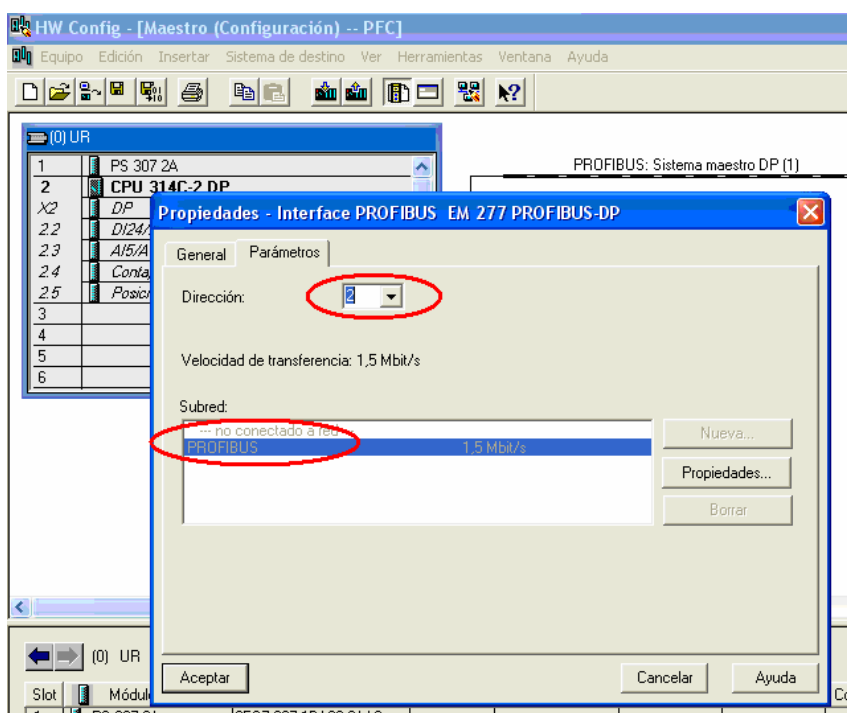 HW Config - [Maestro (Configuración) -- PFC]
Equipo Edición Insertar Sistema de destino Ver Herramientas Ventana Ayuda
(0) UR
1 PS 307 2A
2 CPU 314C-2 DP
X2 DP
2.2 DI24/
2.3 AI5/A
2.4 Conta
2.5 Posici
3
4
5
6
PROFIBUS: Sistema maestro DP (1)
Propiedades - Interface PROFIBUS EM 277 PROFIBUS-DP
General Parámetros
Dirección: 2
Velocidad de transferencia: 1,5 Mbit/s
Subred:
--- no conectado a red ---
PROFIBUS 1,5 Mbit/s
Nueva...
Propiedades...
Borrar
Aceptar Cancelar Ayuda
(0) UR
Slot Módul